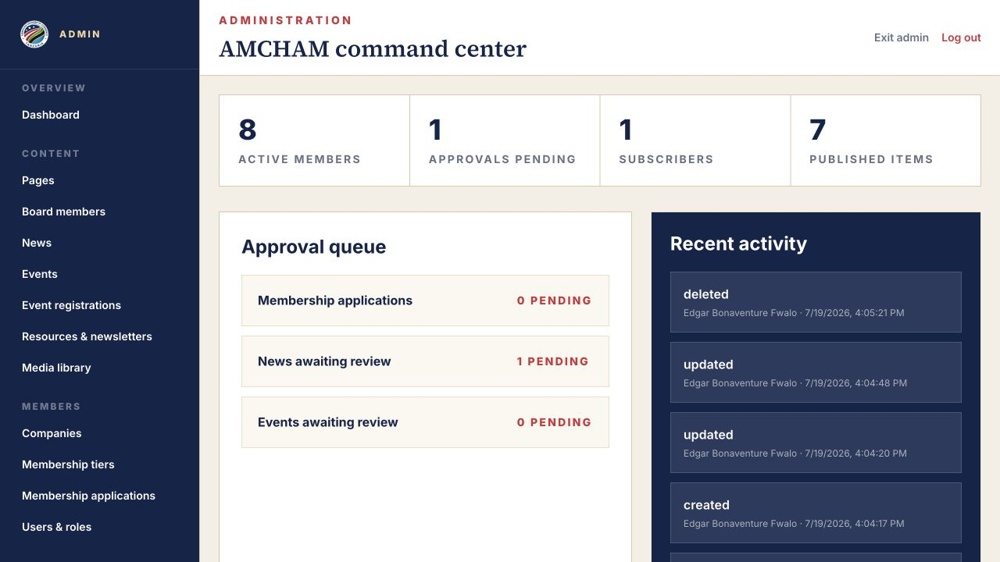 ADMIN
OVERVIEW
Dashboard
CONTENT
Pages
Board members
News
Events
Event registrations
Resources & newsletters
Media library
MEMBERS
Companies
Membership tiers
Membership applications
Users & roles
ADMINISTRATION
AMCHAM command center
Exit admin
Log out
8
ACTIVE MEMBERS
1
APPROVALS PENDING
1
SUBSCRIBERS
7
PUBLISHED ITEMS
Approval queue
Membership applications 0 PENDING
News awaiting review 1 PENDING
Events awaiting review 0 PENDING
Recent activity
deleted
Edgar Bonaventure Fwalo · 7/19/2026, 4:05:21 PM
updated
Edgar Bonaventure Fwalo · 7/19/2026, 4:04:48 PM
updated
Edgar Bonaventure Fwalo · 7/19/2026, 4:04:20 PM
created
Edgar Bonaventure Fwalo · 7/19/2026, 4:04:17 PM